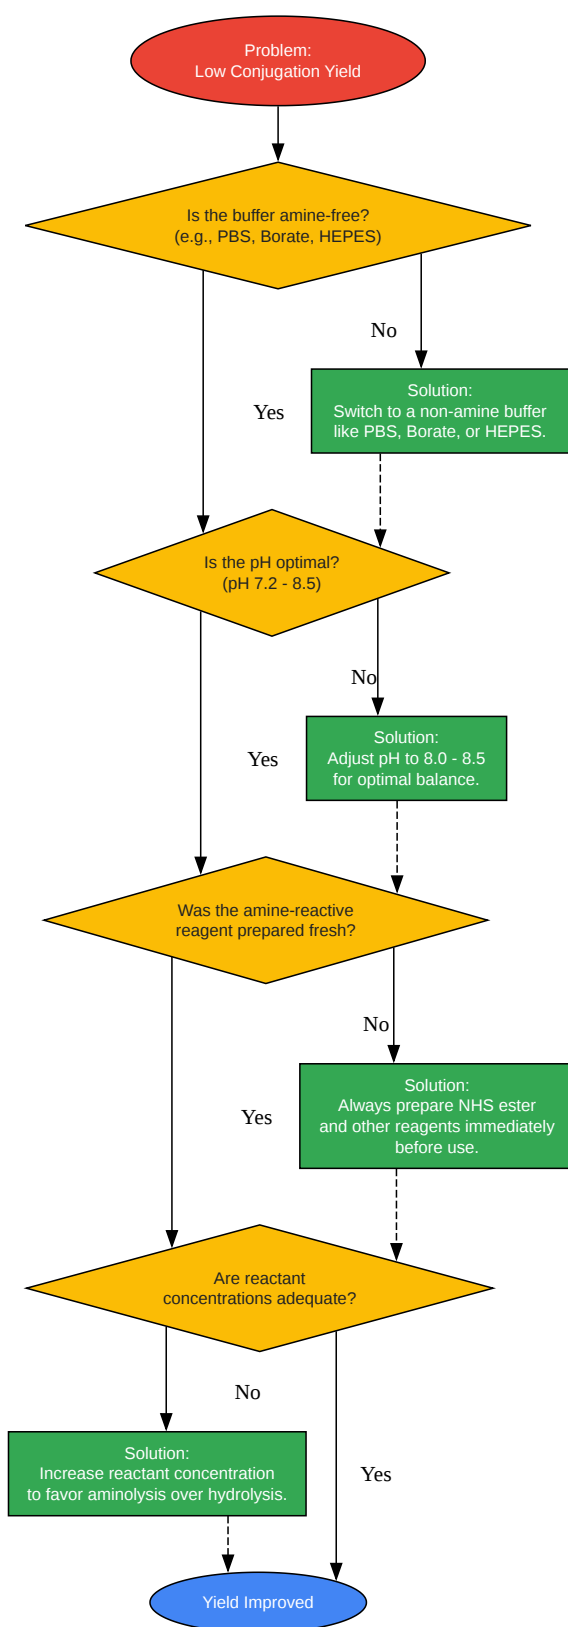 Problem:
Low Conjugation Yield
Is the buffer amine-free?
(e.g., PBS, Borate, HEPES)
No
Solution:
Switch to a non-amine buffer
like PBS, Borate, or HEPES.
Yes
Is the pH optimal?
(pH 7.2 - 8.5)
No
Solution:
Adjust pH to 8.0 - 8.5
for optimal balance.
Yes
Was the amine-reactive
reagent prepared fresh?
No
Solution:
Always prepare NHS ester
and other reagents immediately
before use.
Yes
Are reactant
concentrations adequate?
No
Solution:
Increase reactant concentration
to favor aminolysis over hydrolysis.
Yes
Yield Improved